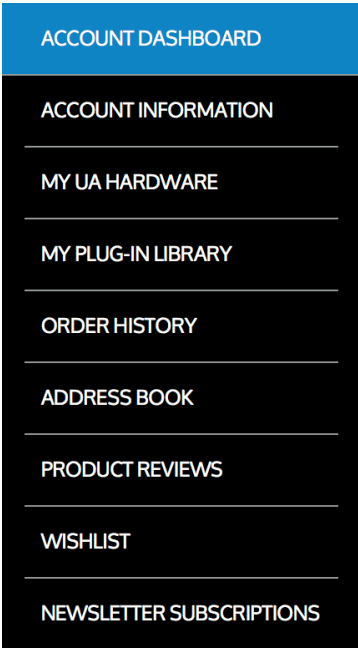 ACCOUNT DASHBOARD
ACCOUNT INFORMATION
MY UA HARDWARE
MY PLUG-IN LIBRARY
ORDER HISTORY
ADDRESS BOOK
PRODUCT REVIEWS
WISHLIST
NEWSLETTER SUBSCRIPTIONS